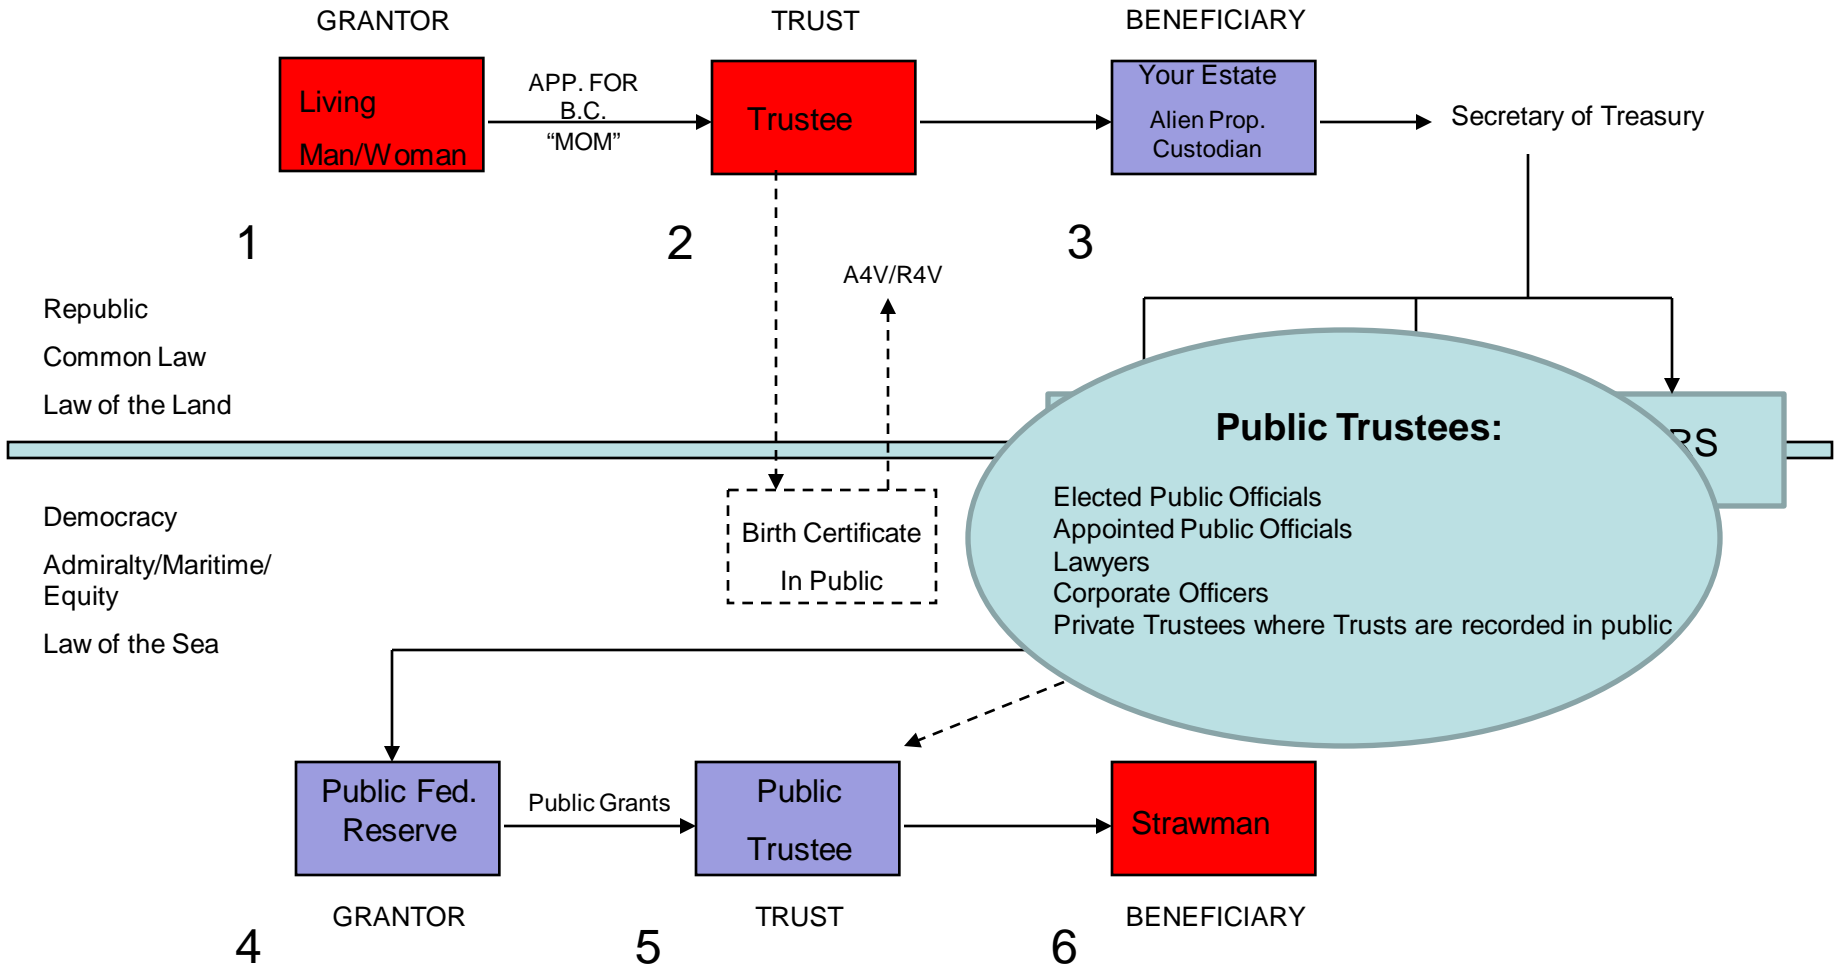 GRANTOR
TRUST
BENEFICIARY
Living
Man/Woman
APP. FOR
B.C.
“MOM”
Trustee
Your Estate
Alien Prop.
Custodian
Secretary of Treasury
1
2
3
A4V/R4V
Republic
Common Law
Law of the Land
Public Trustees:
RS
Elected Public Officials
Appointed Public Officials
Lawyers
Corporate Officers
Private Trustees where Trusts are recorded in public
Democracy
Admiralty/Maritime/
Equity
Law of the Sea
Birth Certificate
In Public
Public Fed.
Reserve
Public Grants
Public
Trustee
Strawman
GRANTOR
TRUST
BENEFICIARY
4
5
6